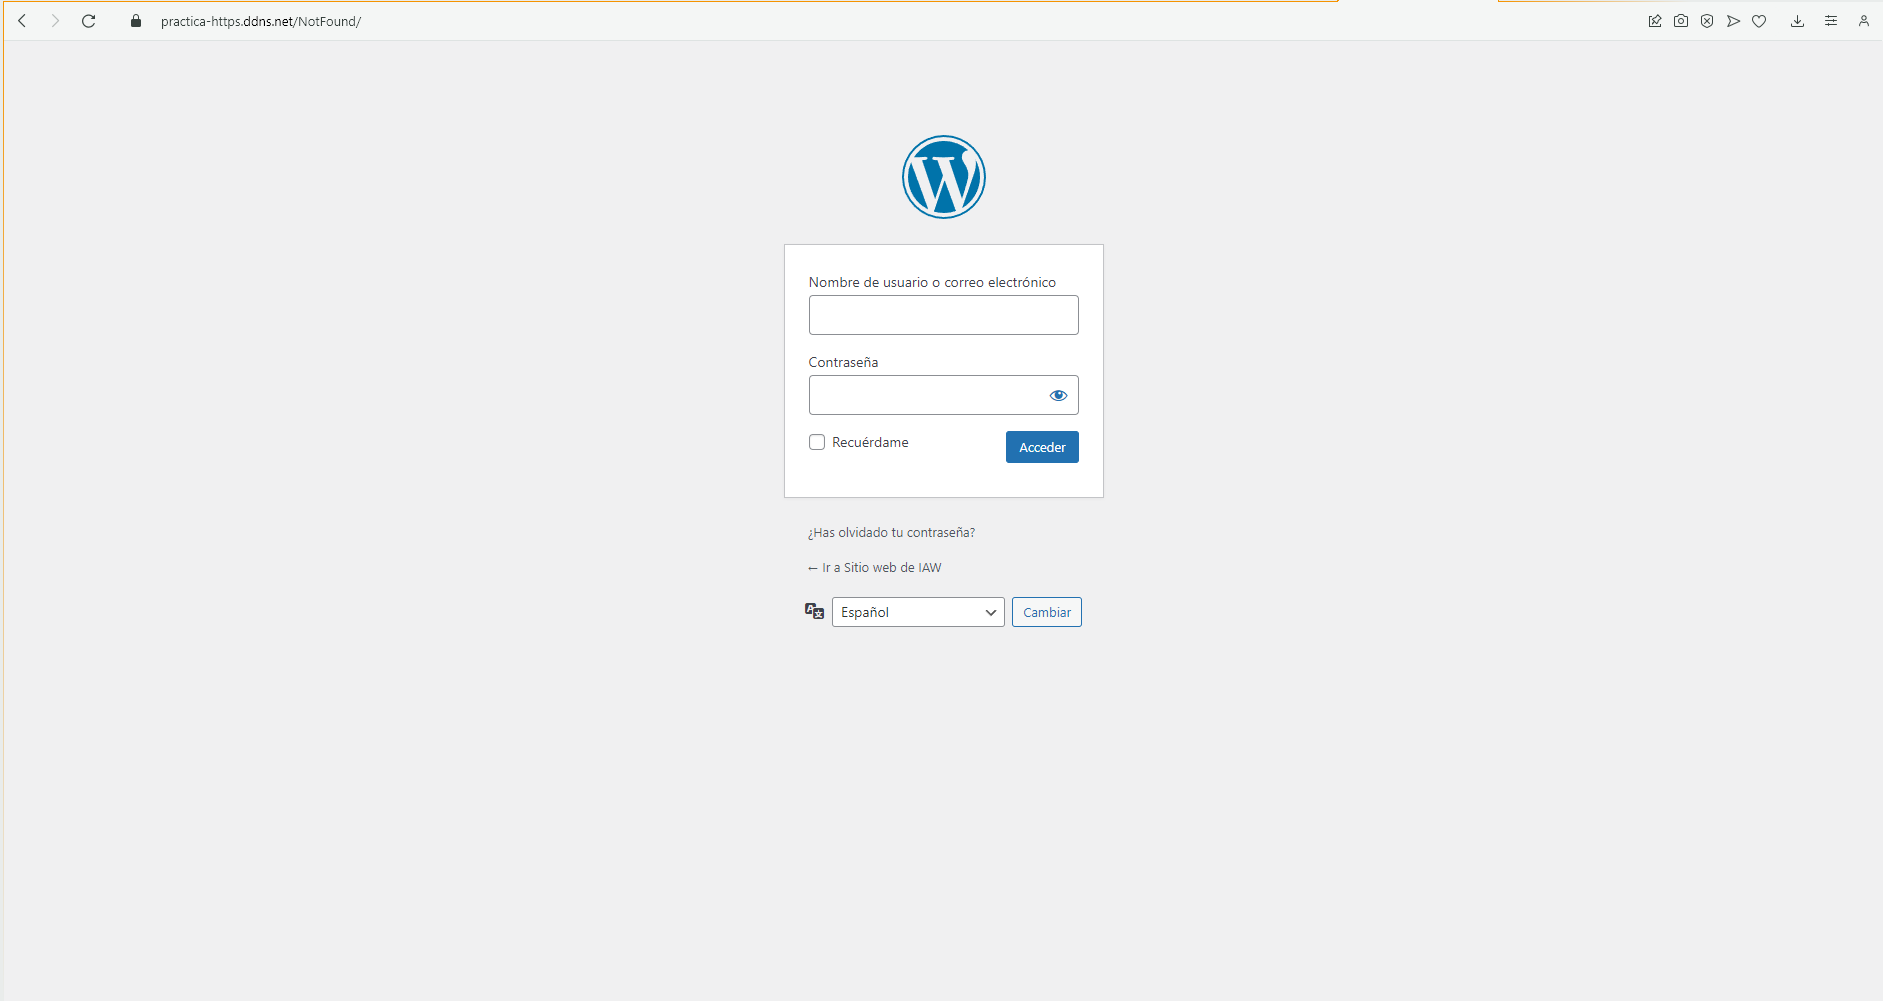 practica-https.ddns.net/NotFound/
Nombre de usuario o correo electrónico
Contraseña
Recuérdame
Acceder
¿Has olvidado tu contraseña?
← Ir a Sitio web de IAW
Español
Cambiar